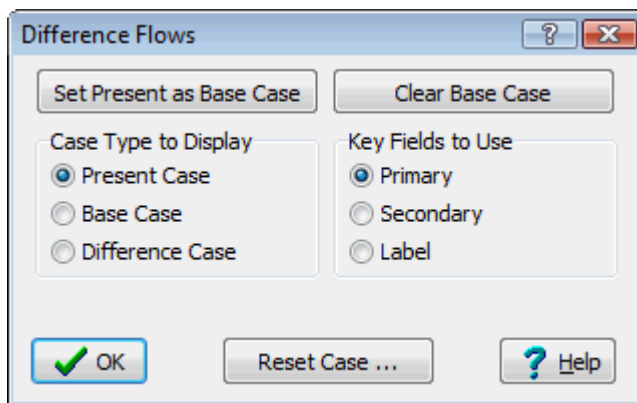 Difference Flows
Set Present as Base Case
Clear Base Case
Case Type to Display
Present Case
Base Case
Difference Case
Key Fields to Use
Primary
Secondary
Label
OK
Reset Case ...
Help